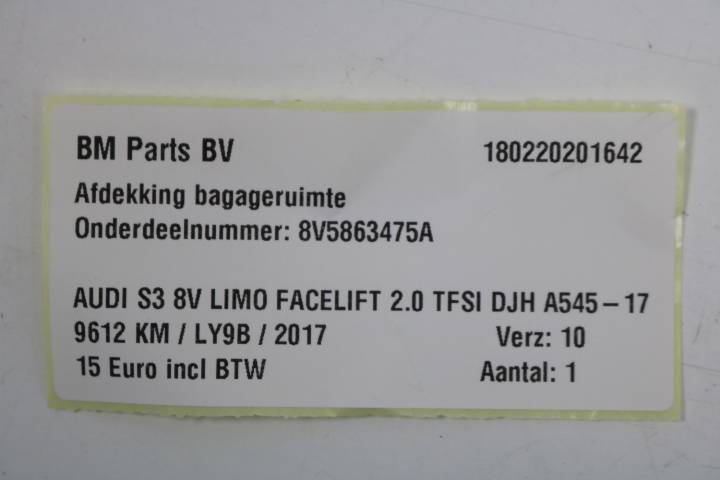 BM Parts BV 180220201642
Afdekking bagageruimte
Onderdeelnummer: 8V5863475A
AUDI S3 8V LIMO FACELIFT 2.0 TFSI DJH A545-17
9612 KM / LY9B / 2017 Verz: 10
15 Euro incl BTW Aantal: 1